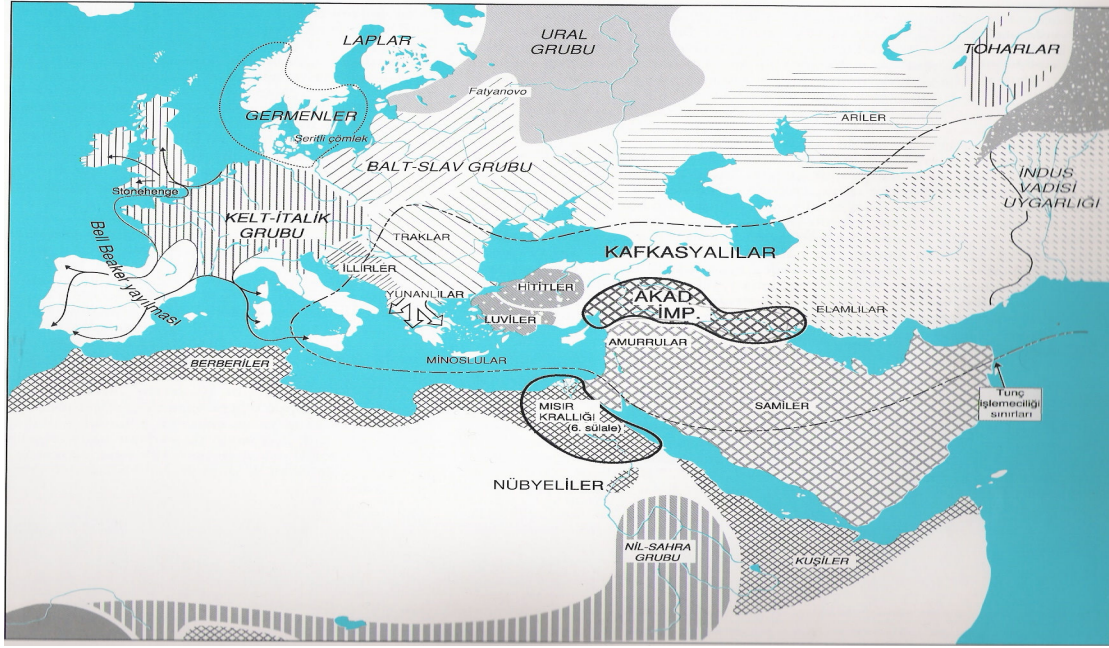 LAPLAR
URAL
GRUBU
TOHARLAR
Fatyanovo
GERMENLER
Şeritli çömlek
ARİLER
BALT-SLAV GRUBU
İNDUS
VADİSİ
UYGARLIĞI
Stonehenge
KELT-İTALİK
GRUBU
Bell Beaker yayılması
TRAKLAR
KAFKASYALILAR
İLLİRLER
HİTİTLER
YUNANLILAR
AKAD
İMP.
LUVİLER
ELAMLILAR
AMURRULAR
MİNOSLULAR
BERBERİLER
Tunç
işlemeciliği
sınırları
MISIR
KRALLIĞI
(6. sülale)
SAMİLER
NÜBYELİLER
NİL-SAHRA
GRUBU
KUŞİLER